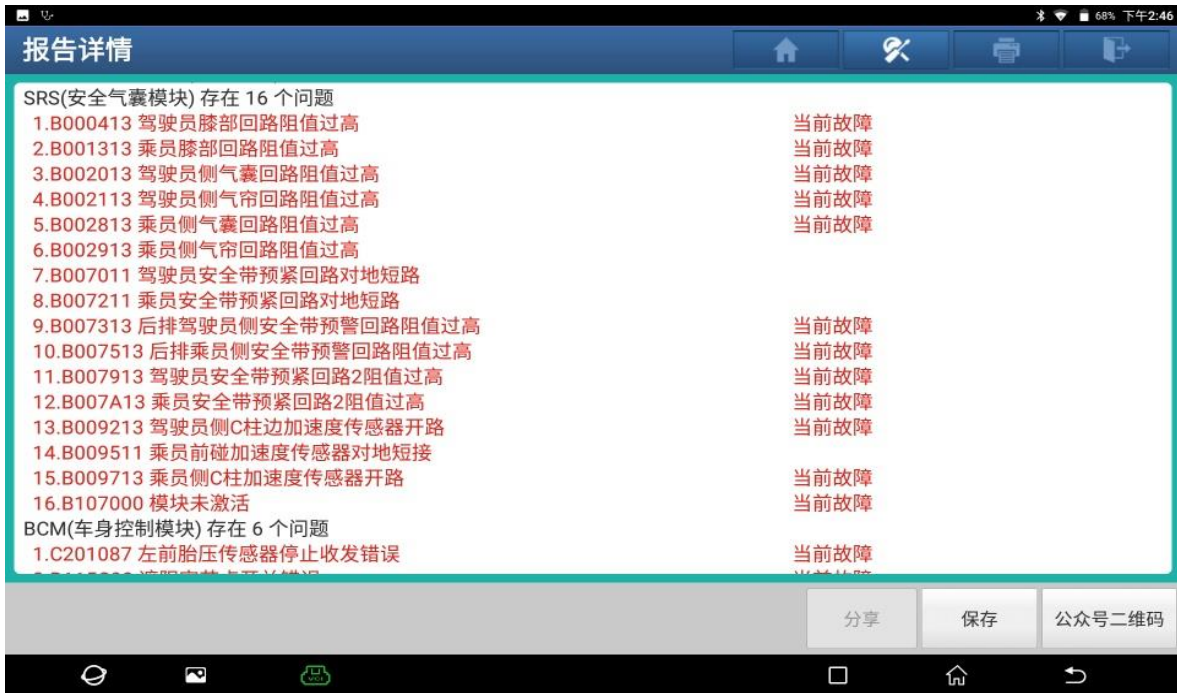 68% 下午2:46
报告详情
SRS(安全气囊模块) 存在 16 个问题
1.B000413 驾驶员膝部回路阻值过高 当前故障
2.B001313 乘员膝部回路阻值过高 当前故障
3.B002013 驾驶员侧气囊回路阻值过高 当前故障
4.B002113 驾驶员侧气帘回路阻值过高 当前故障
5.B002813 乘员侧气囊回路阻值过高 当前故障
6.B002913 乘员侧气帘回路阻值过高
7.B007011 驾驶员安全带预紧回路对地短路
8.B007211 乘员安全带预紧回路对地短路
9.B007313 后排驾驶员侧安全带预警回路阻值过高 当前故障
10.B007513 后排乘员侧安全带预警回路阻值过高 当前故障
11.B007913 驾驶员安全带预紧回路2阻值过高 当前故障
12.B007A13 乘员安全带预紧回路2阻值过高 当前故障
13.B009213 驾驶员侧C柱边加速度传感器开路 当前故障
14.B009511 乘员前碰加速度传感器对地短接
15.B009713 乘员侧C柱加速度传感器开路 当前故障
16.B107000 模块未激活 当前故障
BCM(车身控制模块) 存在 6 个问题
1.C201087 左前胎压传感器停止收发错误 当前故障
分享 保存 公众号二维码
VCI